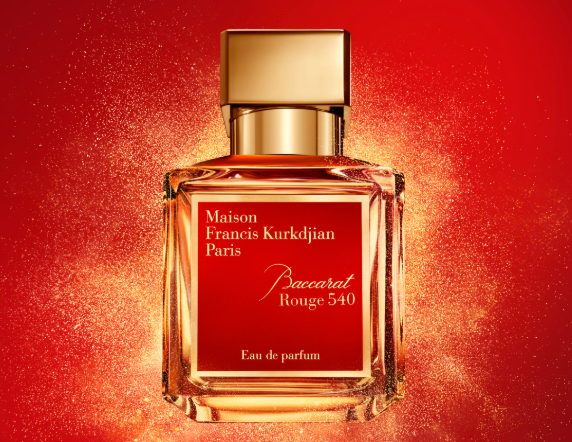 Maison
Francis Kurkdjian
Paris
Baccarat
Rouge 540
Eau de parfum